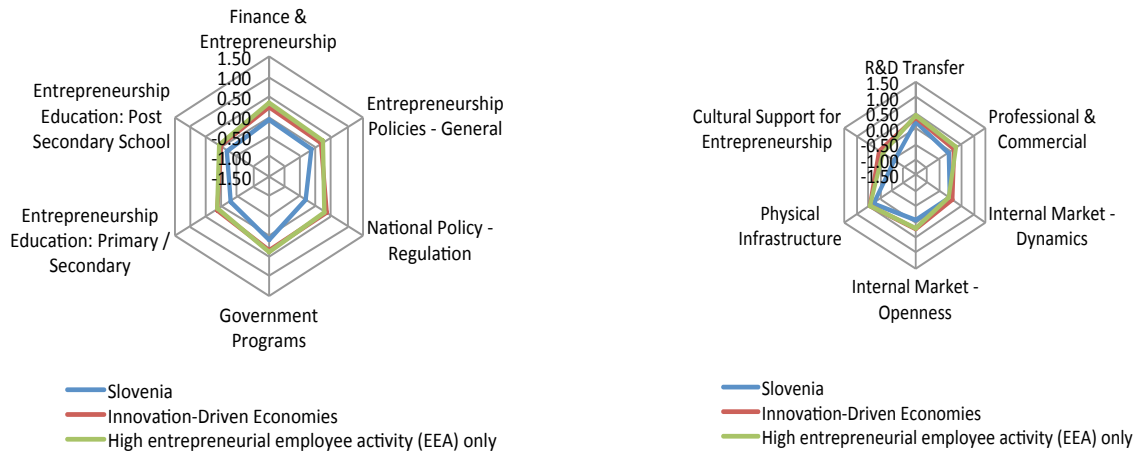 Finance &
Entrepreneurship
1.50
1.00
0.50
0.00
-0.50
-1.00
-1.50
Entrepreneurship
Policies - General
National Policy -
Regulation
Government
Programs
Entrepreneurship
Education: Primary /
Secondary
Entrepreneurship
Education: Post
Secondary School
Slovenia
Innovation-Driven Economies
High entrepreneurial employee activity (EEA) only
R&D Transfer
1.50
1.00
0.50
0.00
-0.50
-1.00
-1.50
Professional &
Commercial
Internal Market -
Dynamics
Internal Market -
Openness
Physical
Infrastructure
Cultural Support for
Entrepreneurship
Slovenia
Innovation-Driven Economies
High entrepreneurial employee activity (EEA) only